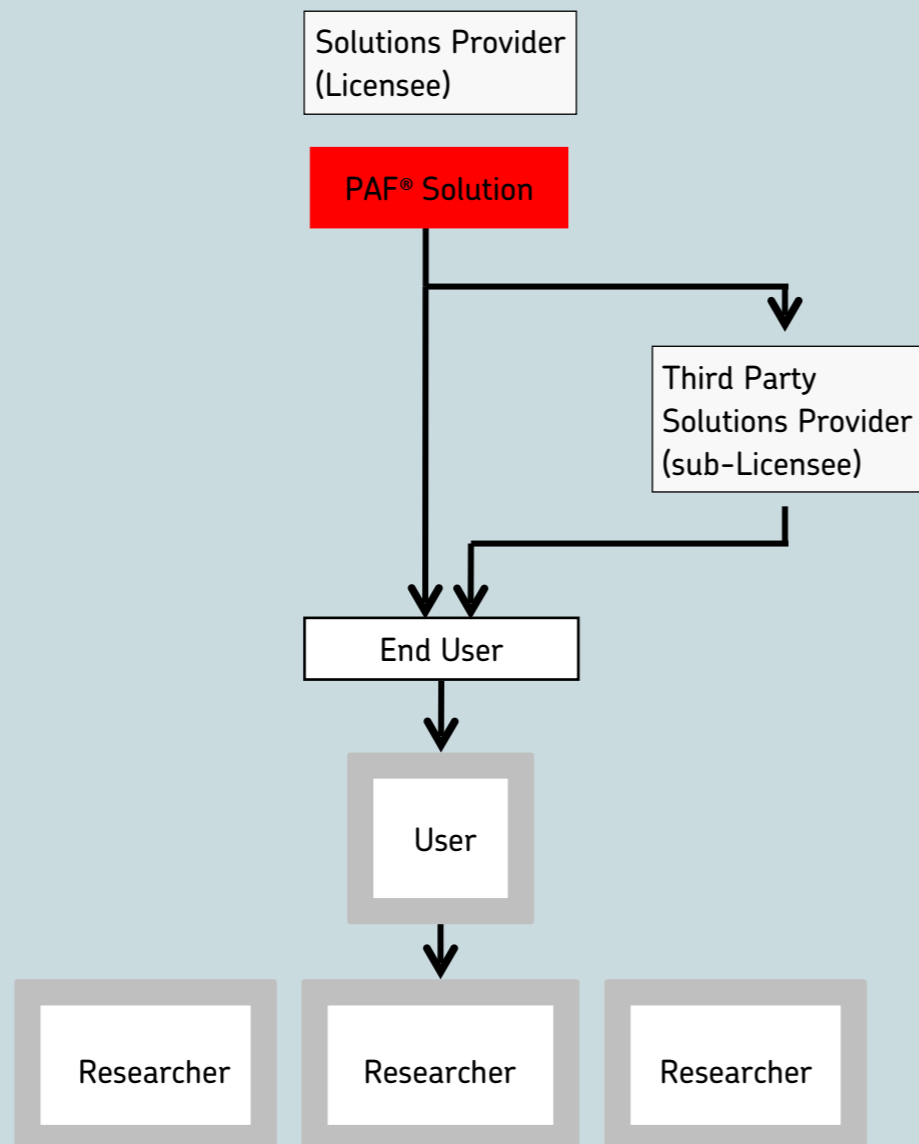 Solutions Provider
(Licensee)
PAF® Solution
Third Party
Solutions Provider
(sub-Licensee)
End User
User
Researcher
Researcher
Researcher